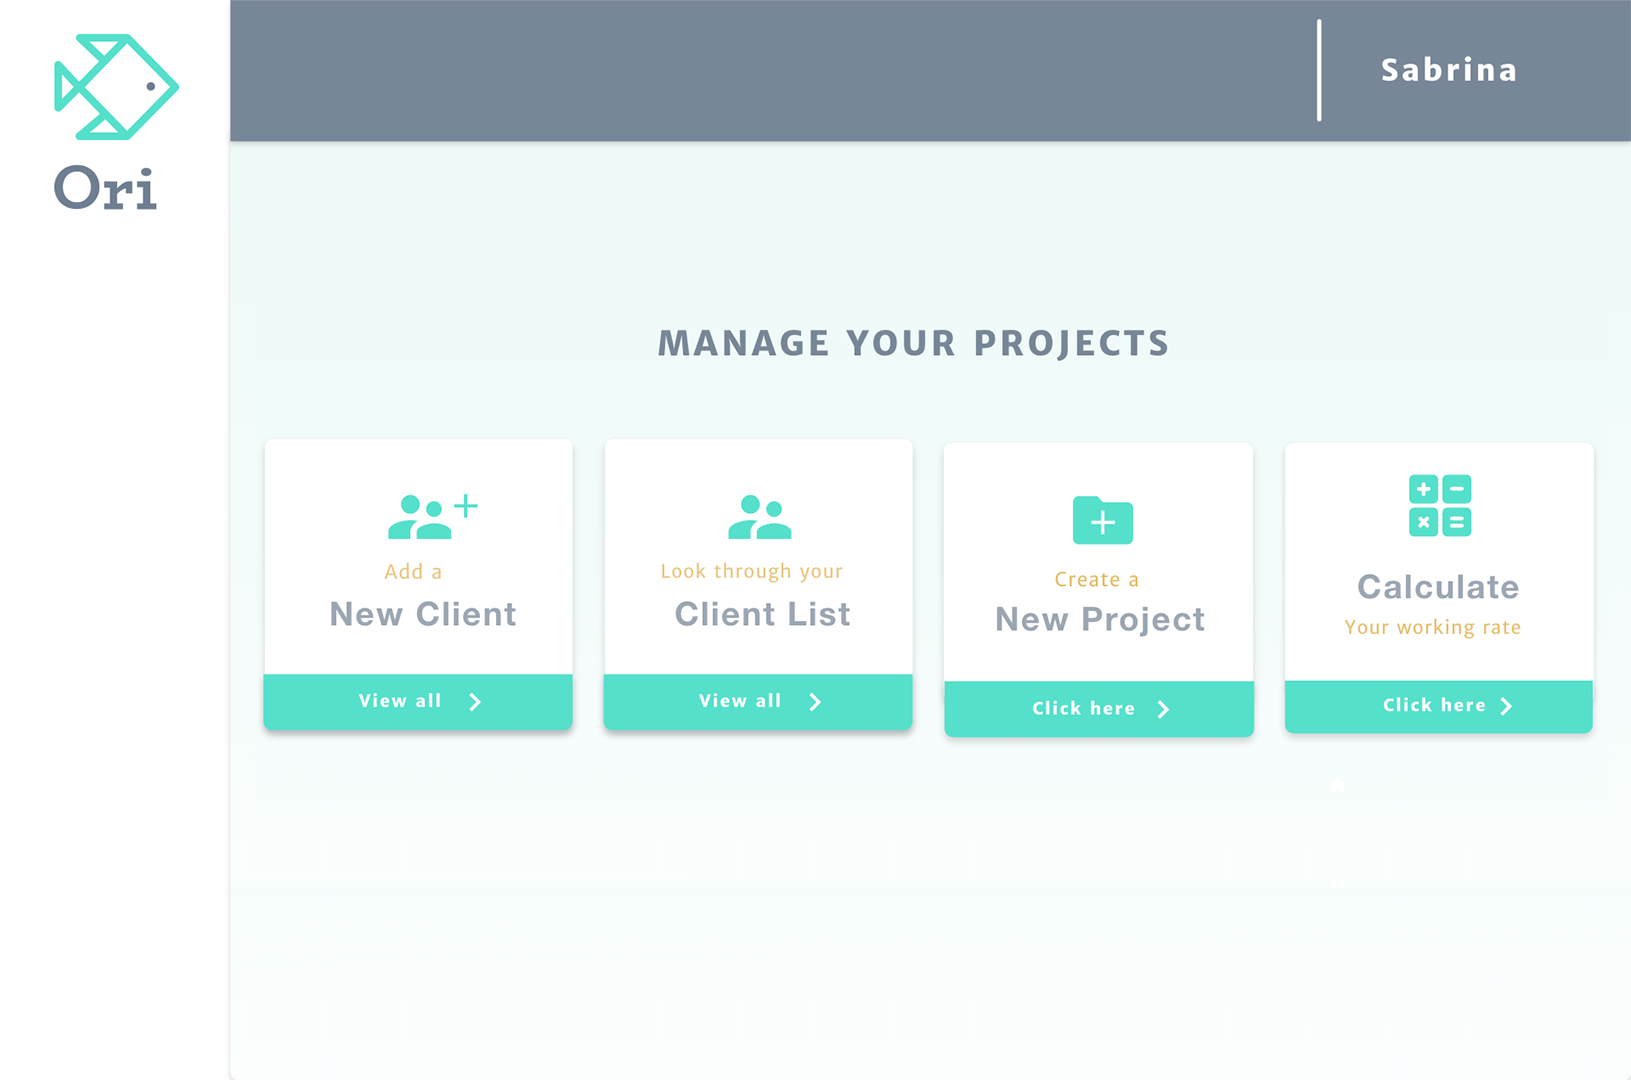 Ori
Sabrina
MANAGE YOUR PROJECTS
Add a
New Client
View all
Look through your
Client List
View all
Create a
New Project
Click here
Calculate
Your working rate
Click here